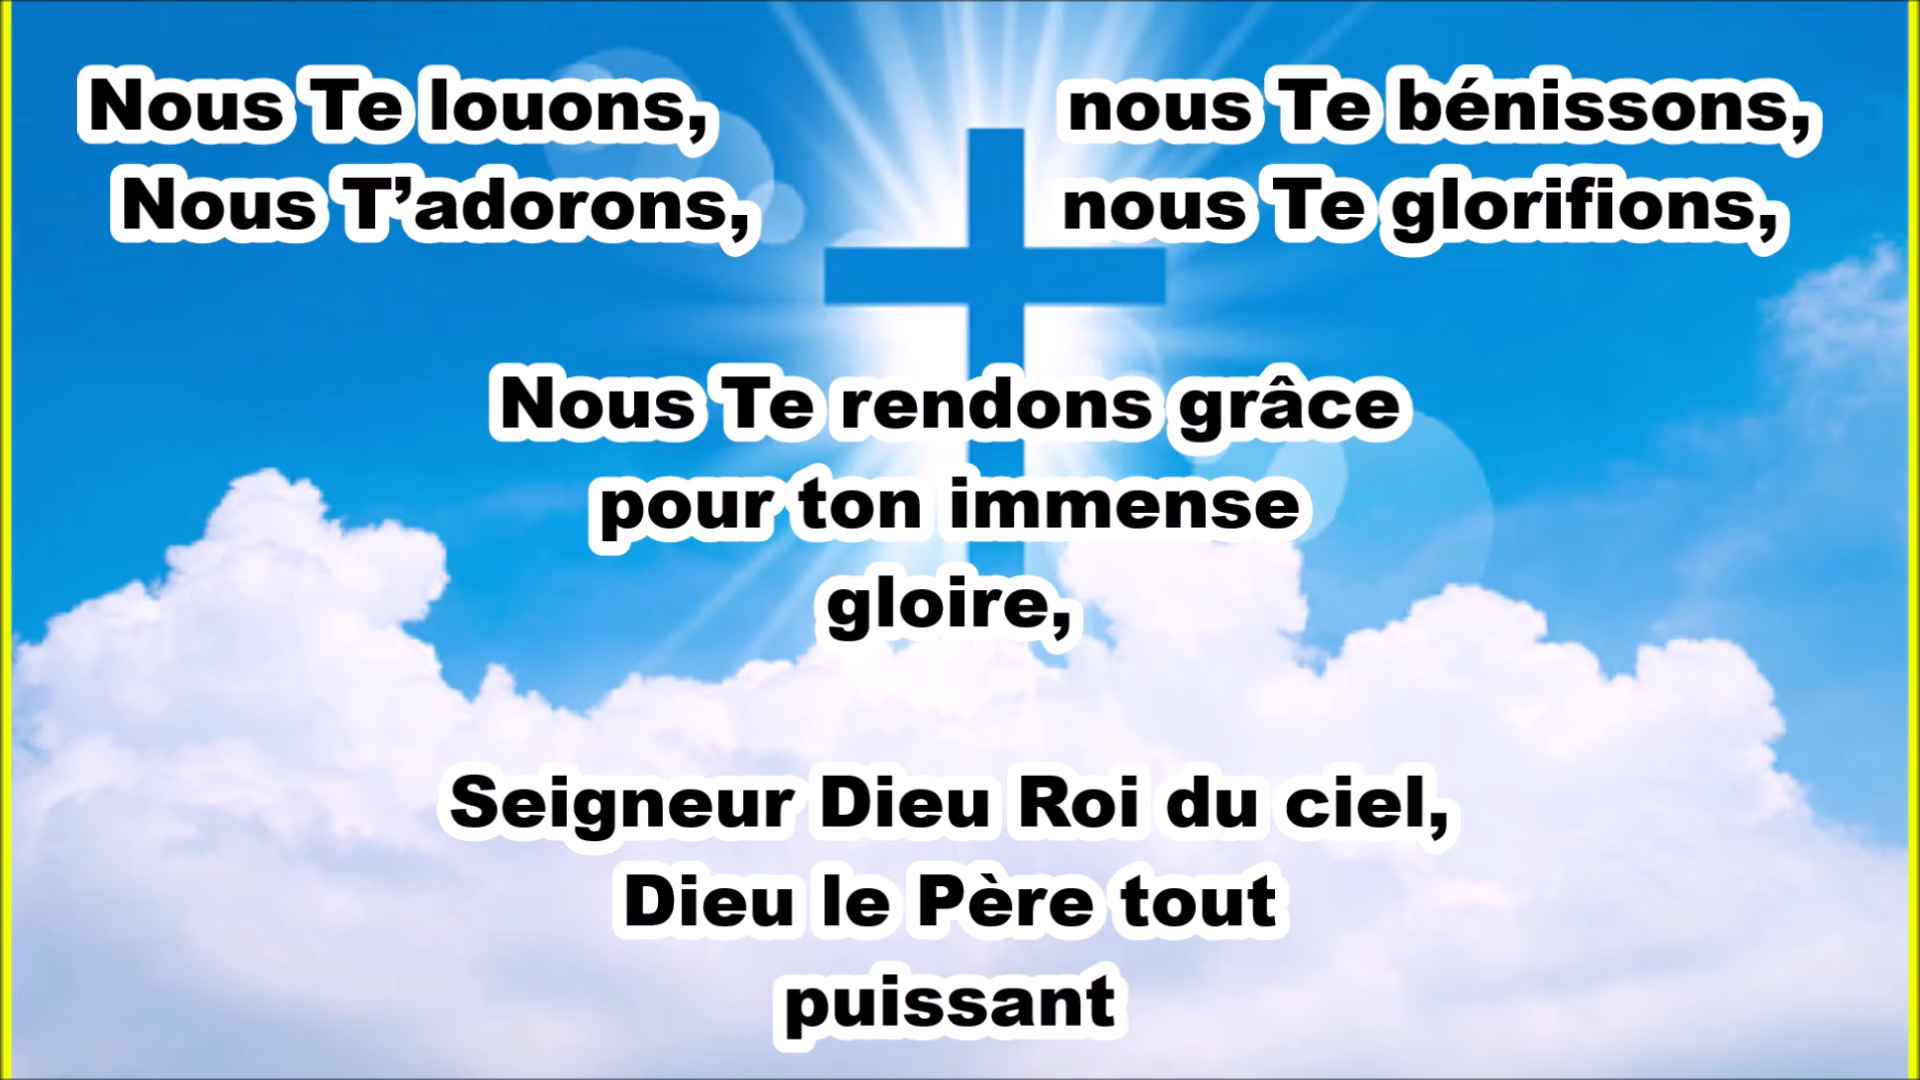 Nous Te louons, nous Te bénissons,
Nous T’adorons, nous Te glorifions,
Nous Te rendons grâce
pour ton immense
gloire,
Seigneur Dieu Roi du ciel,
Dieu le Père tout
puissant